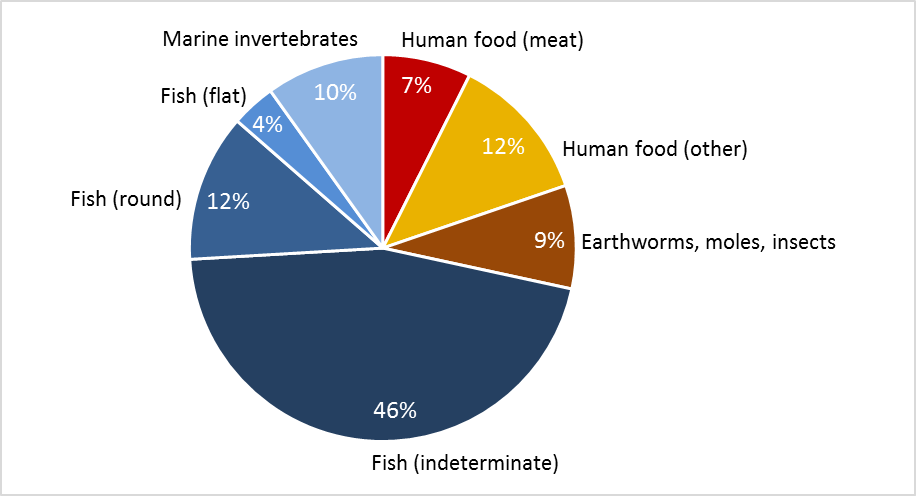 Marine invertebrates
Human food (meat)
10%
7%
Fish (flat)
4%
12%
Human food (other)
Fish (round)
12%
9%
Earthworms, moles, insects
46%
Fish (indeterminate)